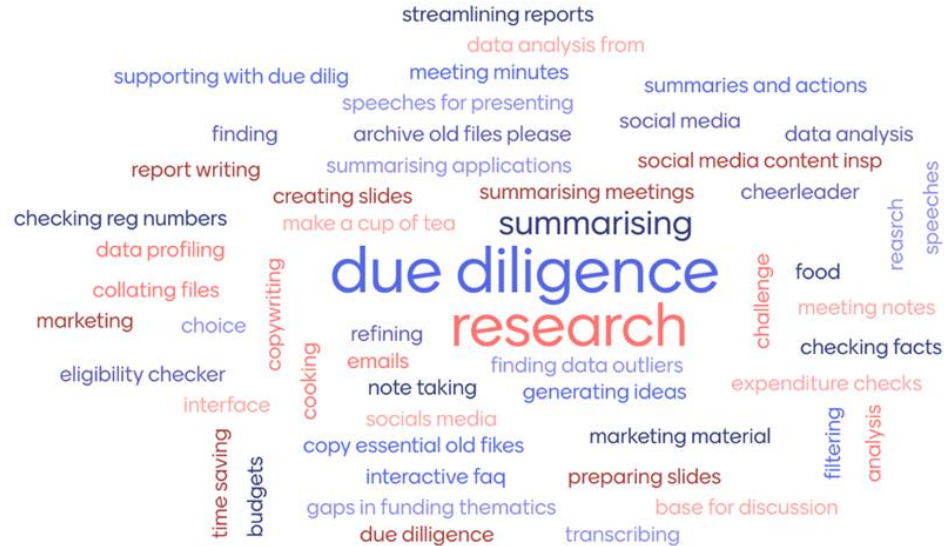 streamlining reports
data analysis from
supporting with due dilig
meeting minutes
summaries and actions
speeches for presenting
finding
archive old files please
social media
data analysis
report writing
summarising applications
social media content insp
creating slides
summarising meetings
cheerleader
speeches
checking reg numbers
make a cup of tea
summarising
reasrch
data profiling
due diligence
challenge
food
collating files
copywriting
meeting notes
marketing
choice
refining
research
checking facts
emails
finding data outliers
eligibility checker
cooking
note taking
generating ideas
expenditure checks
interface
socials media
filtering
analysis
time saving
budgets
copy essential old fikes
marketing material
interactive faq
preparing slides
gaps in funding thematics
base for discussion
due dilligence
transcribing